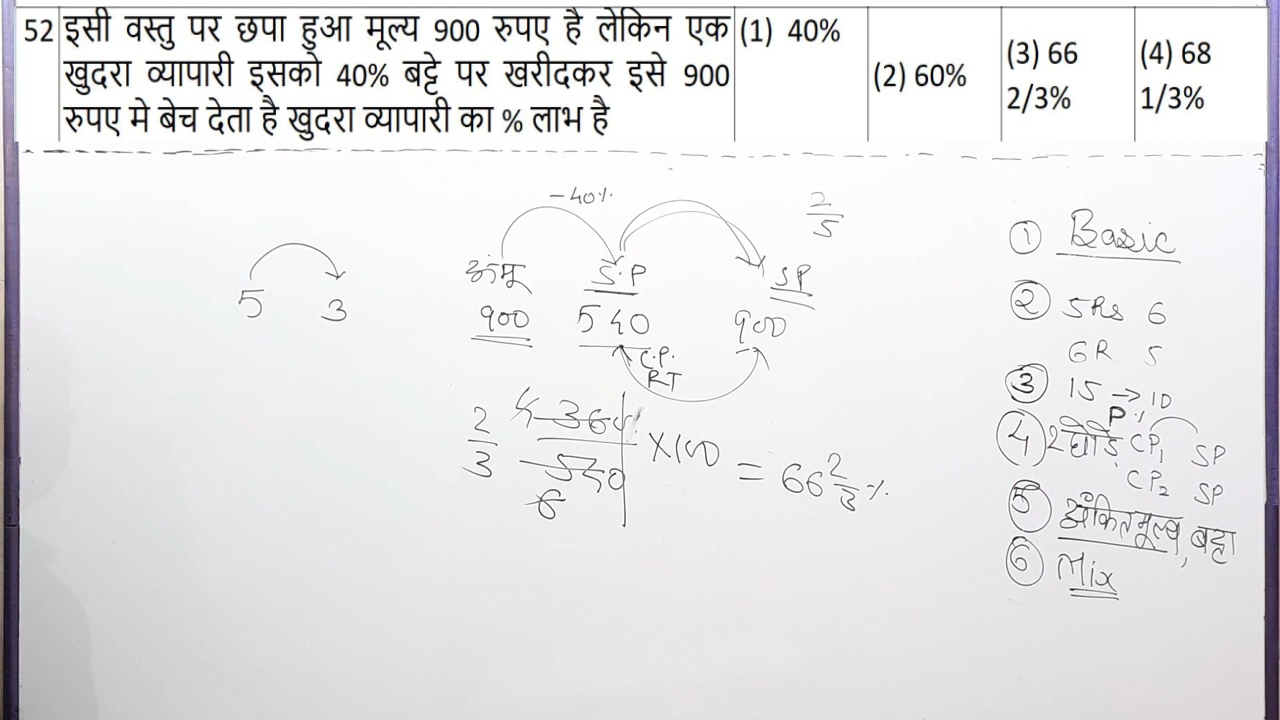 52 इसी वस्तु पर छपा हुआ मूल्य 900 रुपए है लेकिन एक
खुदरा व्यापारी इसको 40% बट्टे पर खरीदकर इसे 900
रुपए मे बेच देता है खुदरा व्यापारी का % लाभ है
(1) 40%
(2) 60%
(3) 66
2/3%
(4) 68
1/3%
-40%
2/5
5 3
अंमू S.P SP
900 540 900
C.P.
RT
2/3
360/540 ×100 = 66 2/3 %
6
① Basic
② 5Rs 6
6R 5
③ 15 → 10
P%
④ 2 घोड़े CP₁ SP
CP₂ SP
⑤ अंकितमूल्य, बट्टा
⑥ Mix